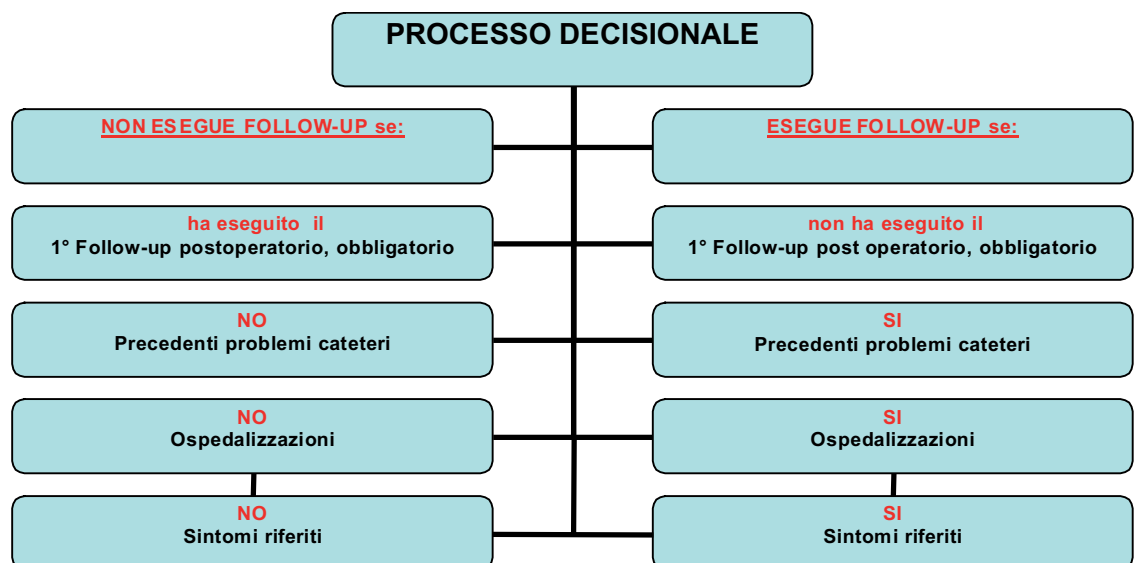 PROCESSO DECISIONALE
NON ESEGUE FOLLOW-UP se:
ESEGUE FOLLOW-UP se:
ha eseguito il
1° Follow-up postoperatorio, obbligatorio
non ha eseguito il
1° Follow-up post operatorio, obbligatorio
NO
Precedenti problemi cateteri
SI
Precedenti problemi cateteri
NO
Ospedalizzazioni
SI
Ospedalizzazioni
NO
Sintomi riferiti
SI
Sintomi riferiti